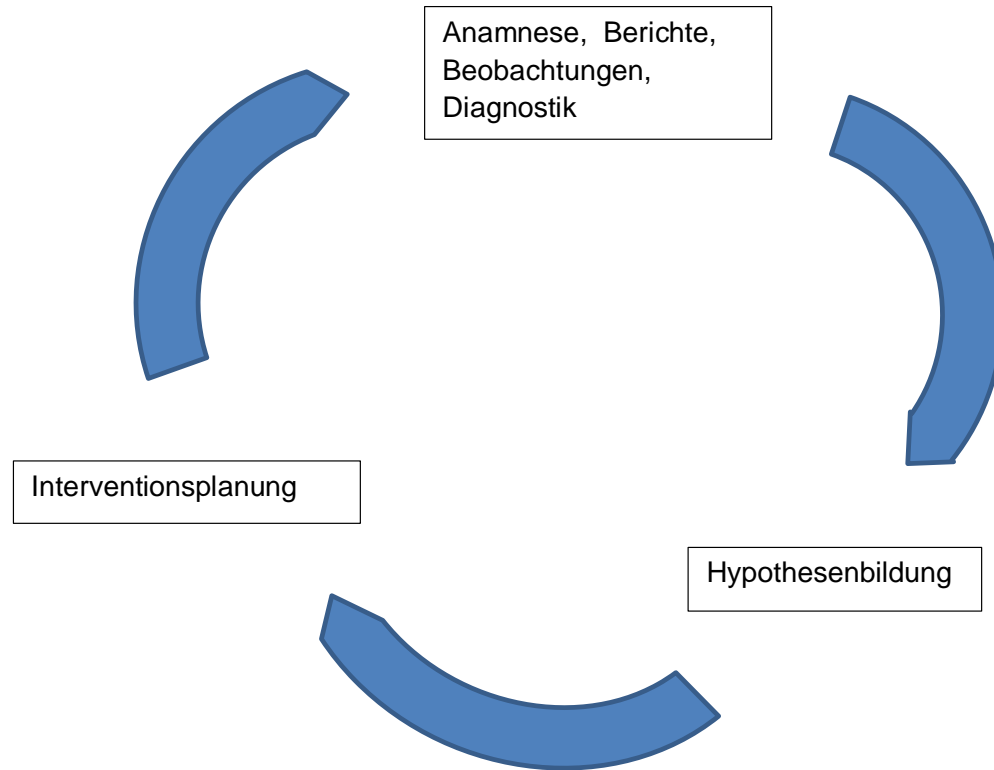 Anamnese, Berichte,
Beobachtungen,
Diagnostik
Interventionsplanung
Hypothesenbildung